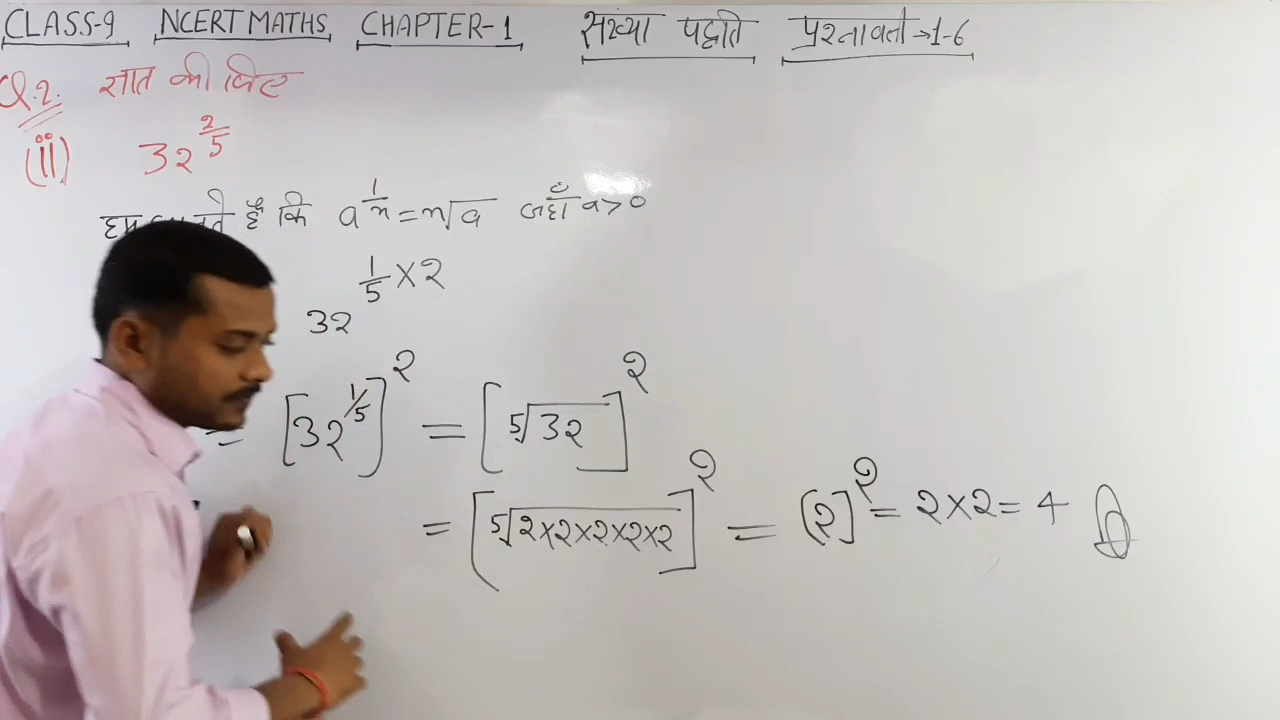 CLASS-9 NCERT MATHS CHAPTER-1 संख्या पद्धति प्रश्नावली→1-6
Q.2. ज्ञात कीजिए
(ii) 32^(2/5)
हम हैं कि a^(1/n) = n√a जहाँ a>0
32^(1/5 × 2)
= [32^(1/5)]^2 = [5√32]^2
= [5√2×2×2×2×2]^2 = [2]^2 = 2×2 = 4